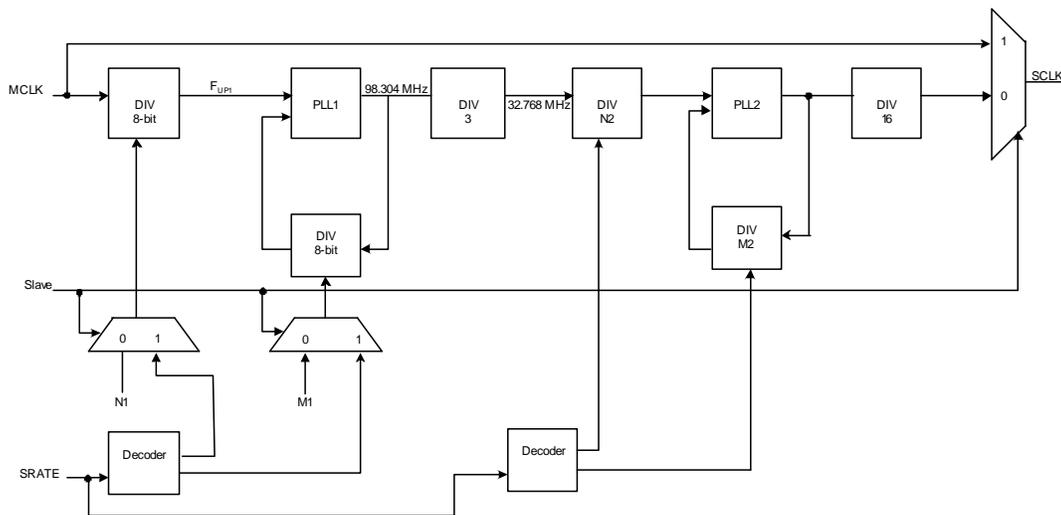 MCLK
DIV
8-bit
FUP1
PLL1
98.304 MHz
DIV
3
32.768 MHz
DIV
N2
PLL2
DIV
16
1
0
SCLK
DIV
8-bit
DIV
M2
Slave
0 1
0 1
N1
M1
Decoder
Decoder
SRATE